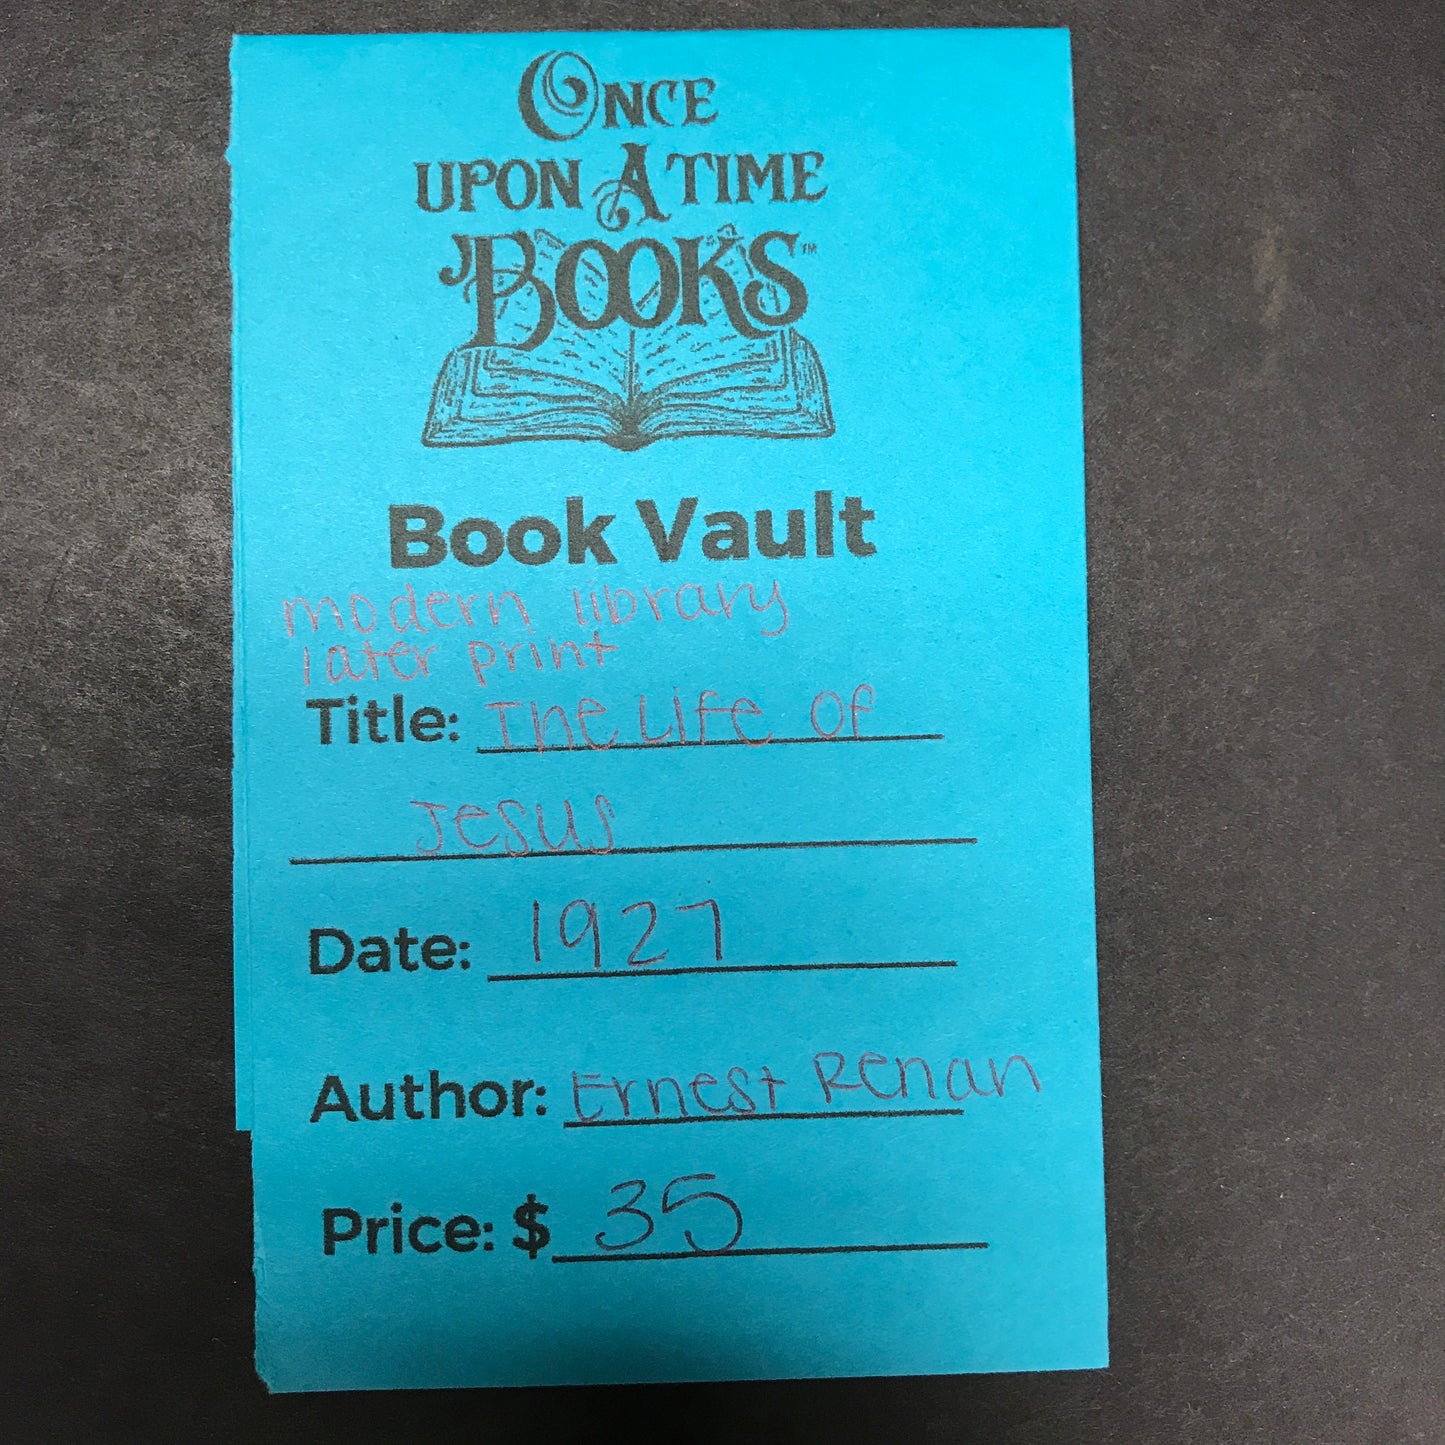 ONCE
UPON A TIME
BOOKS™
Book Vault
modern library
later print
Title: The Life Of
Jesus
Date: 1927
Author: Ernest Renan
Price: $ 35